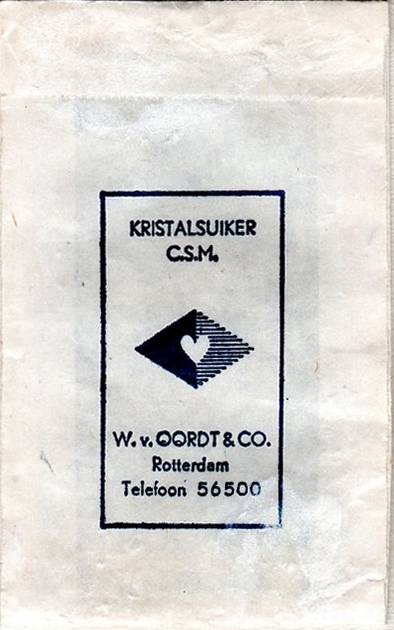 KRISTALSUIKER
C.S.M.
W. v. OORDT & CO.
Rotterdam
Telefoon 56500